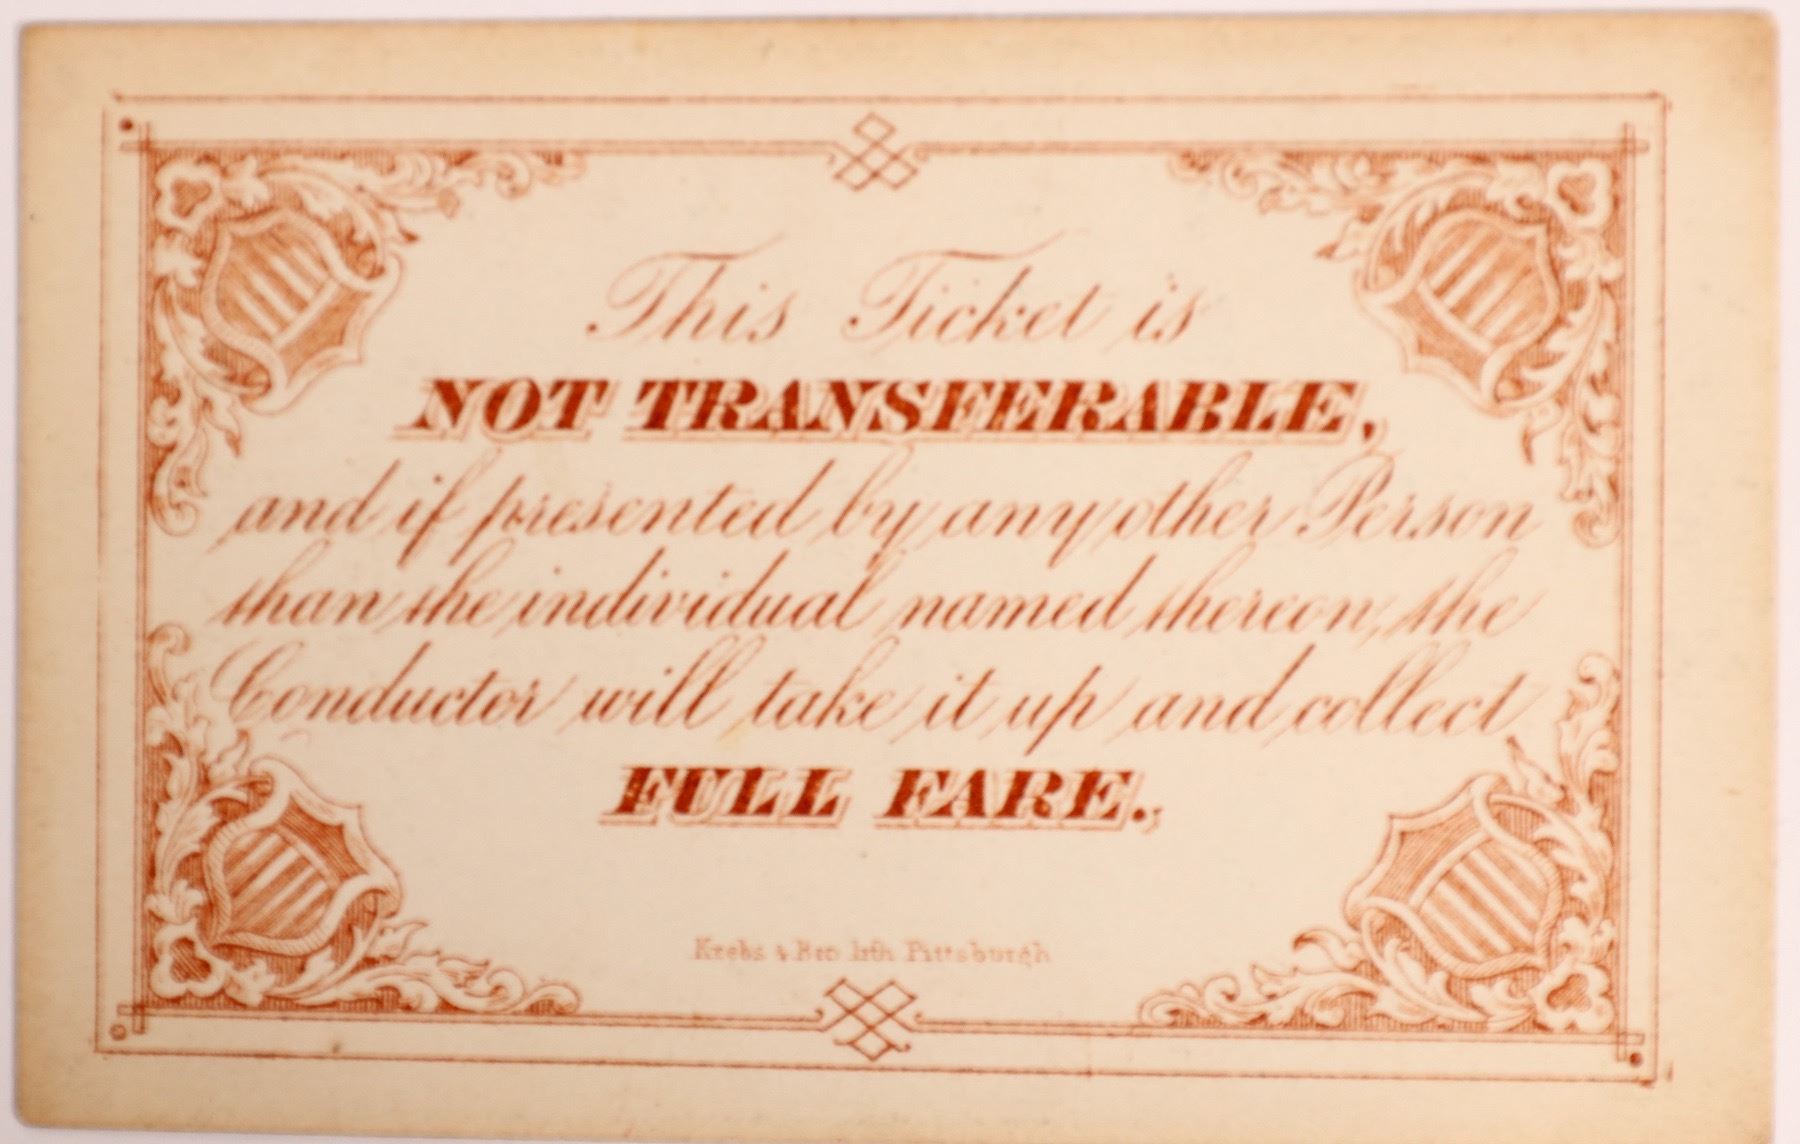 This Ticket is
NOT TRANSFERABLE,
and if presented by any other Person
than the individual named thereon, the
Conductor will take it up and collect
FULL FARE.
Krebs & Bro lith Pittsburgh